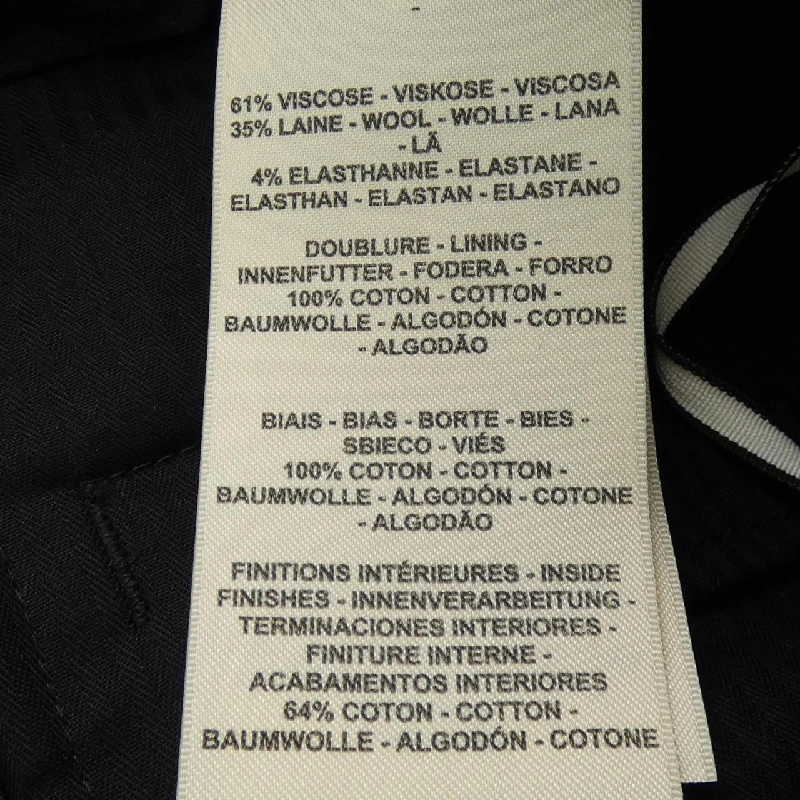 61% VISCOSE - VISKOSE - VISCOSA
35% LAINE - WOOL - WOLLE - LANA
- LÃ
4% ELASTHANNE - ELASTANE -
ELASTHAN - ELASTAN - ELASTANO
DOUBLURE - LINING -
INNENFUTTER - FODERA - FORRO
100% COTON - COTTON -
BAUMWOLLE - ALGODÓN - COTONE
- ALGODÃO
BIAIS - BIAS - BORTE - BIES -
SBIECO - VIÉS
100% COTON - COTTON -
BAUMWOLLE - ALGODÓN - COTONE
- ALGODÃO
FINITIONS INTÉRIEURES - INSIDE
FINISHES - INNENVERARBEITUNG -
TERMINACIONES INTERIORES -
FINITURE INTERNE -
ACABAMENTOS INTERIORES
64% COTON - COTTON -
BAUMWOLLE - ALGODÓN - COTONE